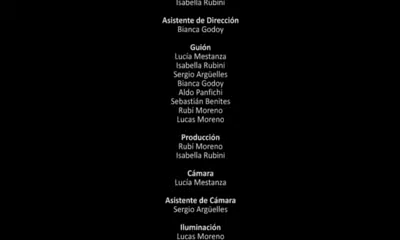 Isabella Rubini
Asistente de Dirección
Bianca Godoy
Guión
Lucía Mestanza
Isabella Rubini
Sergio Argüelles
Bianca Godoy
Aldo Panfichi
Sebastián Benites
Rubí Moreno
Lucas Moreno
Producción
Rubí Moreno
Isabella Rubini
Cámara
Lucía Mestanza
Asistente de Cámara
Sergio Argüelles
Iluminación
Lucas Moreno